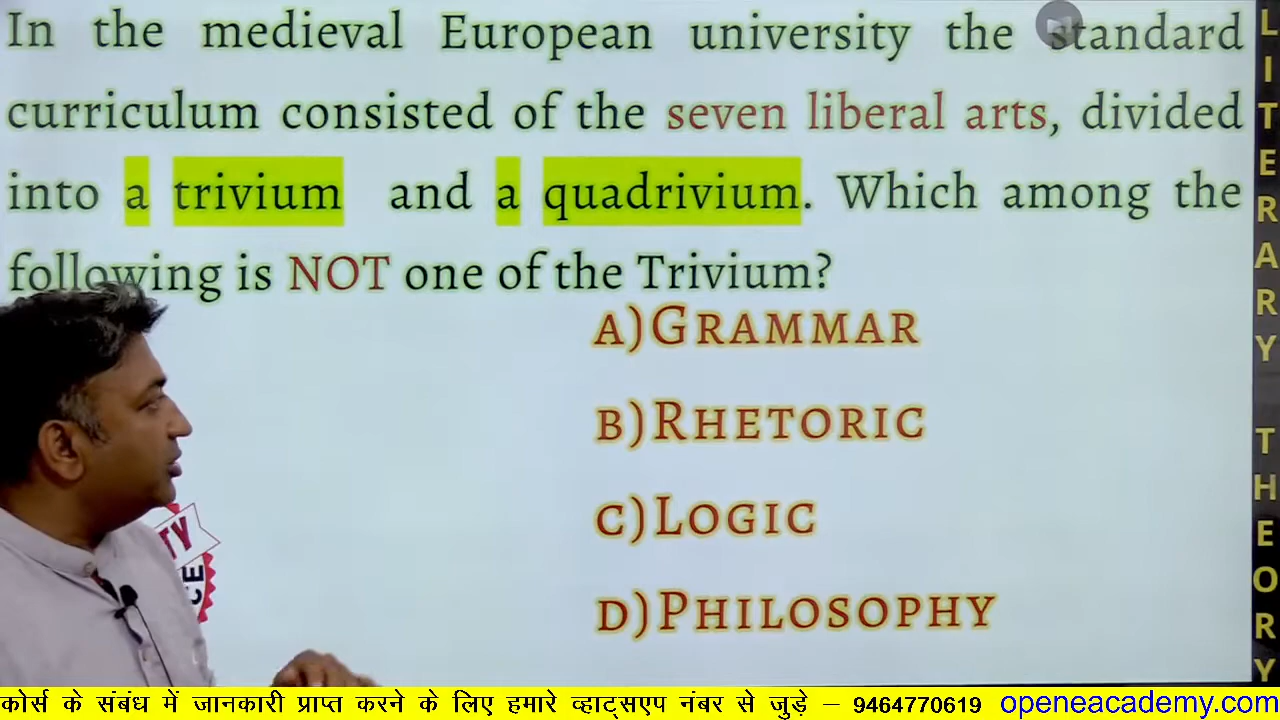 In the medieval European university the standard
curriculum consisted of the seven liberal arts, divided
into a trivium and a quadrivium. Which among the
following is NOT one of the Trivium?
A)GRAMMAR
B)RHETORIC
C)LOGIC
D)PHILOSOPHY
LITERARY THEORY
कोर्स के संबंध में जानकारी प्राप्त करने के लिए हमारे व्हाट्सएप नंबर से जुड़े – 9464770619 openeacademy.com